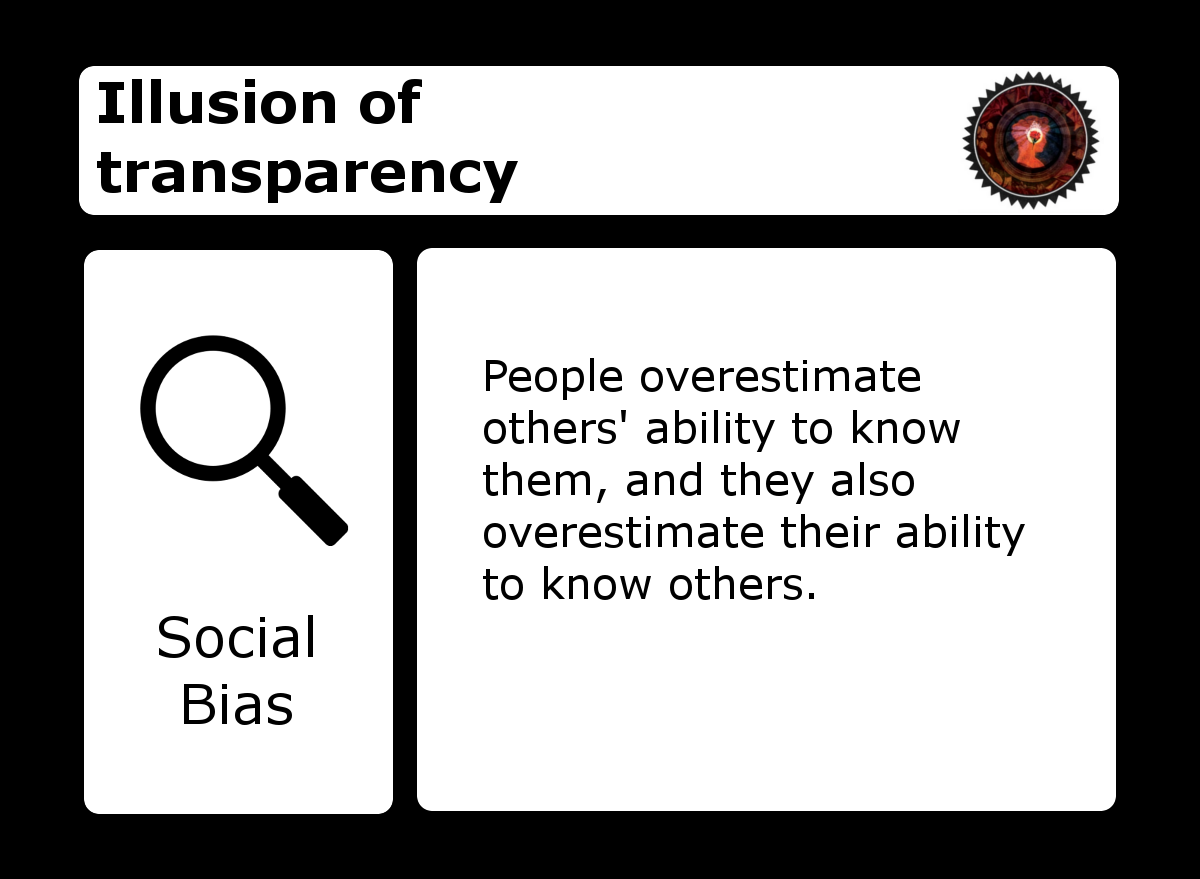 Illusion of
transparency
Social
Bias
People overestimate
others' ability to know
them, and they also
overestimate their ability
to know others.